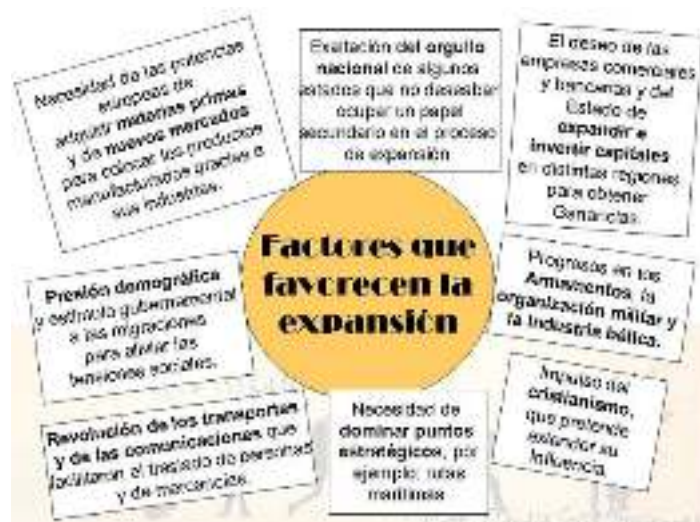 Necesidad de las potencias
europeas de
adquirir materias primas
y de nuevos mercados
para colocar los productos
manufacturados gracias a
sus industrias.
Exaltación del orgullo
nacional de algunos
estados que no deseaban
ocupar un papel
secundario en el proceso
de expansión
El deseo de las
empresas comerciales
y bancarias y del
Estado de
expandir e
invertir capitales
en distintas regiones
para obtener
Ganancias.
Factores que
favorecen la
expansión
Presión demográfica
y estímulo gubernamental
a las migraciones
para aliviar las
tensiones sociales.
Progresos en los
Armamentos, la
organización militar y
la industria bélica.
Revolución de los transportes
y de las comunicaciones que
facilitaron el traslado de personas
y de mercancías.
Necesidad de
dominar puntos
estratégicos, por
ejemplo, rutas
marítimas
Impulso del
cristianismo,
que pretende
extender su
Influencia.